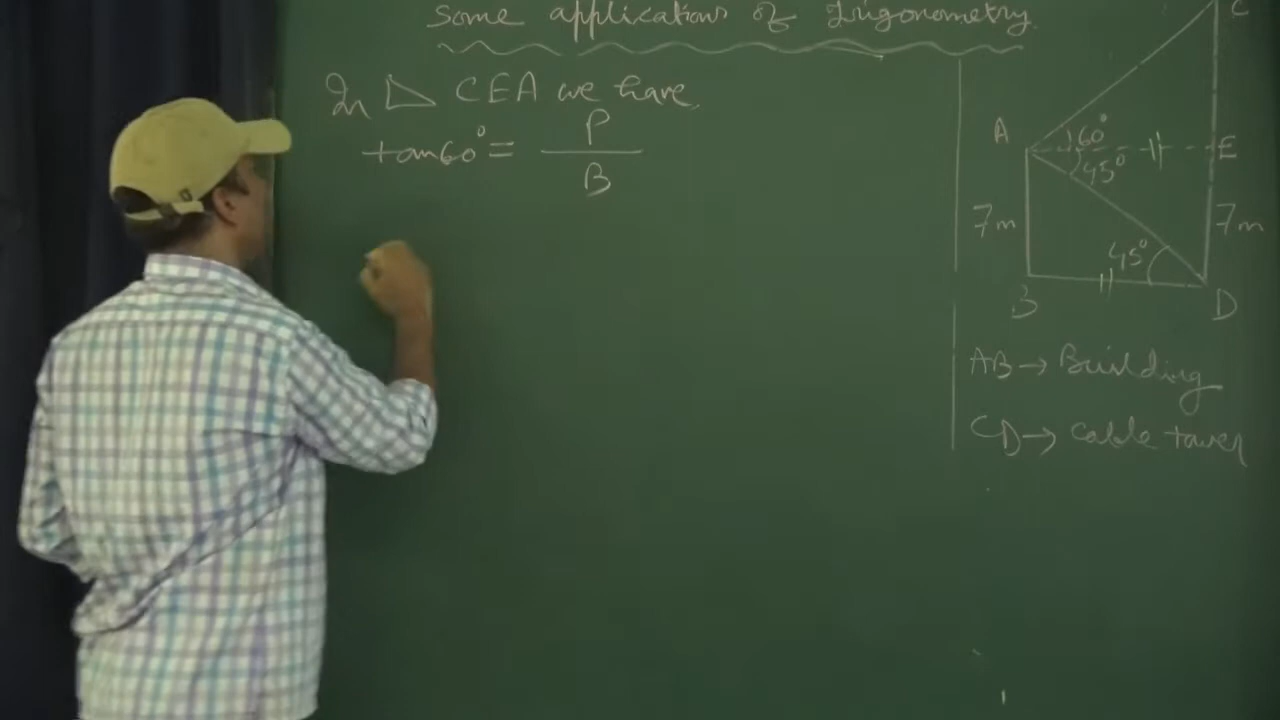 Some applications of Trigonometry
In △ CEA we have,
tan60° = P
B
C
A 60° E
45°
7m 7m
45°
B D
AB → Building
CD → Cable tower